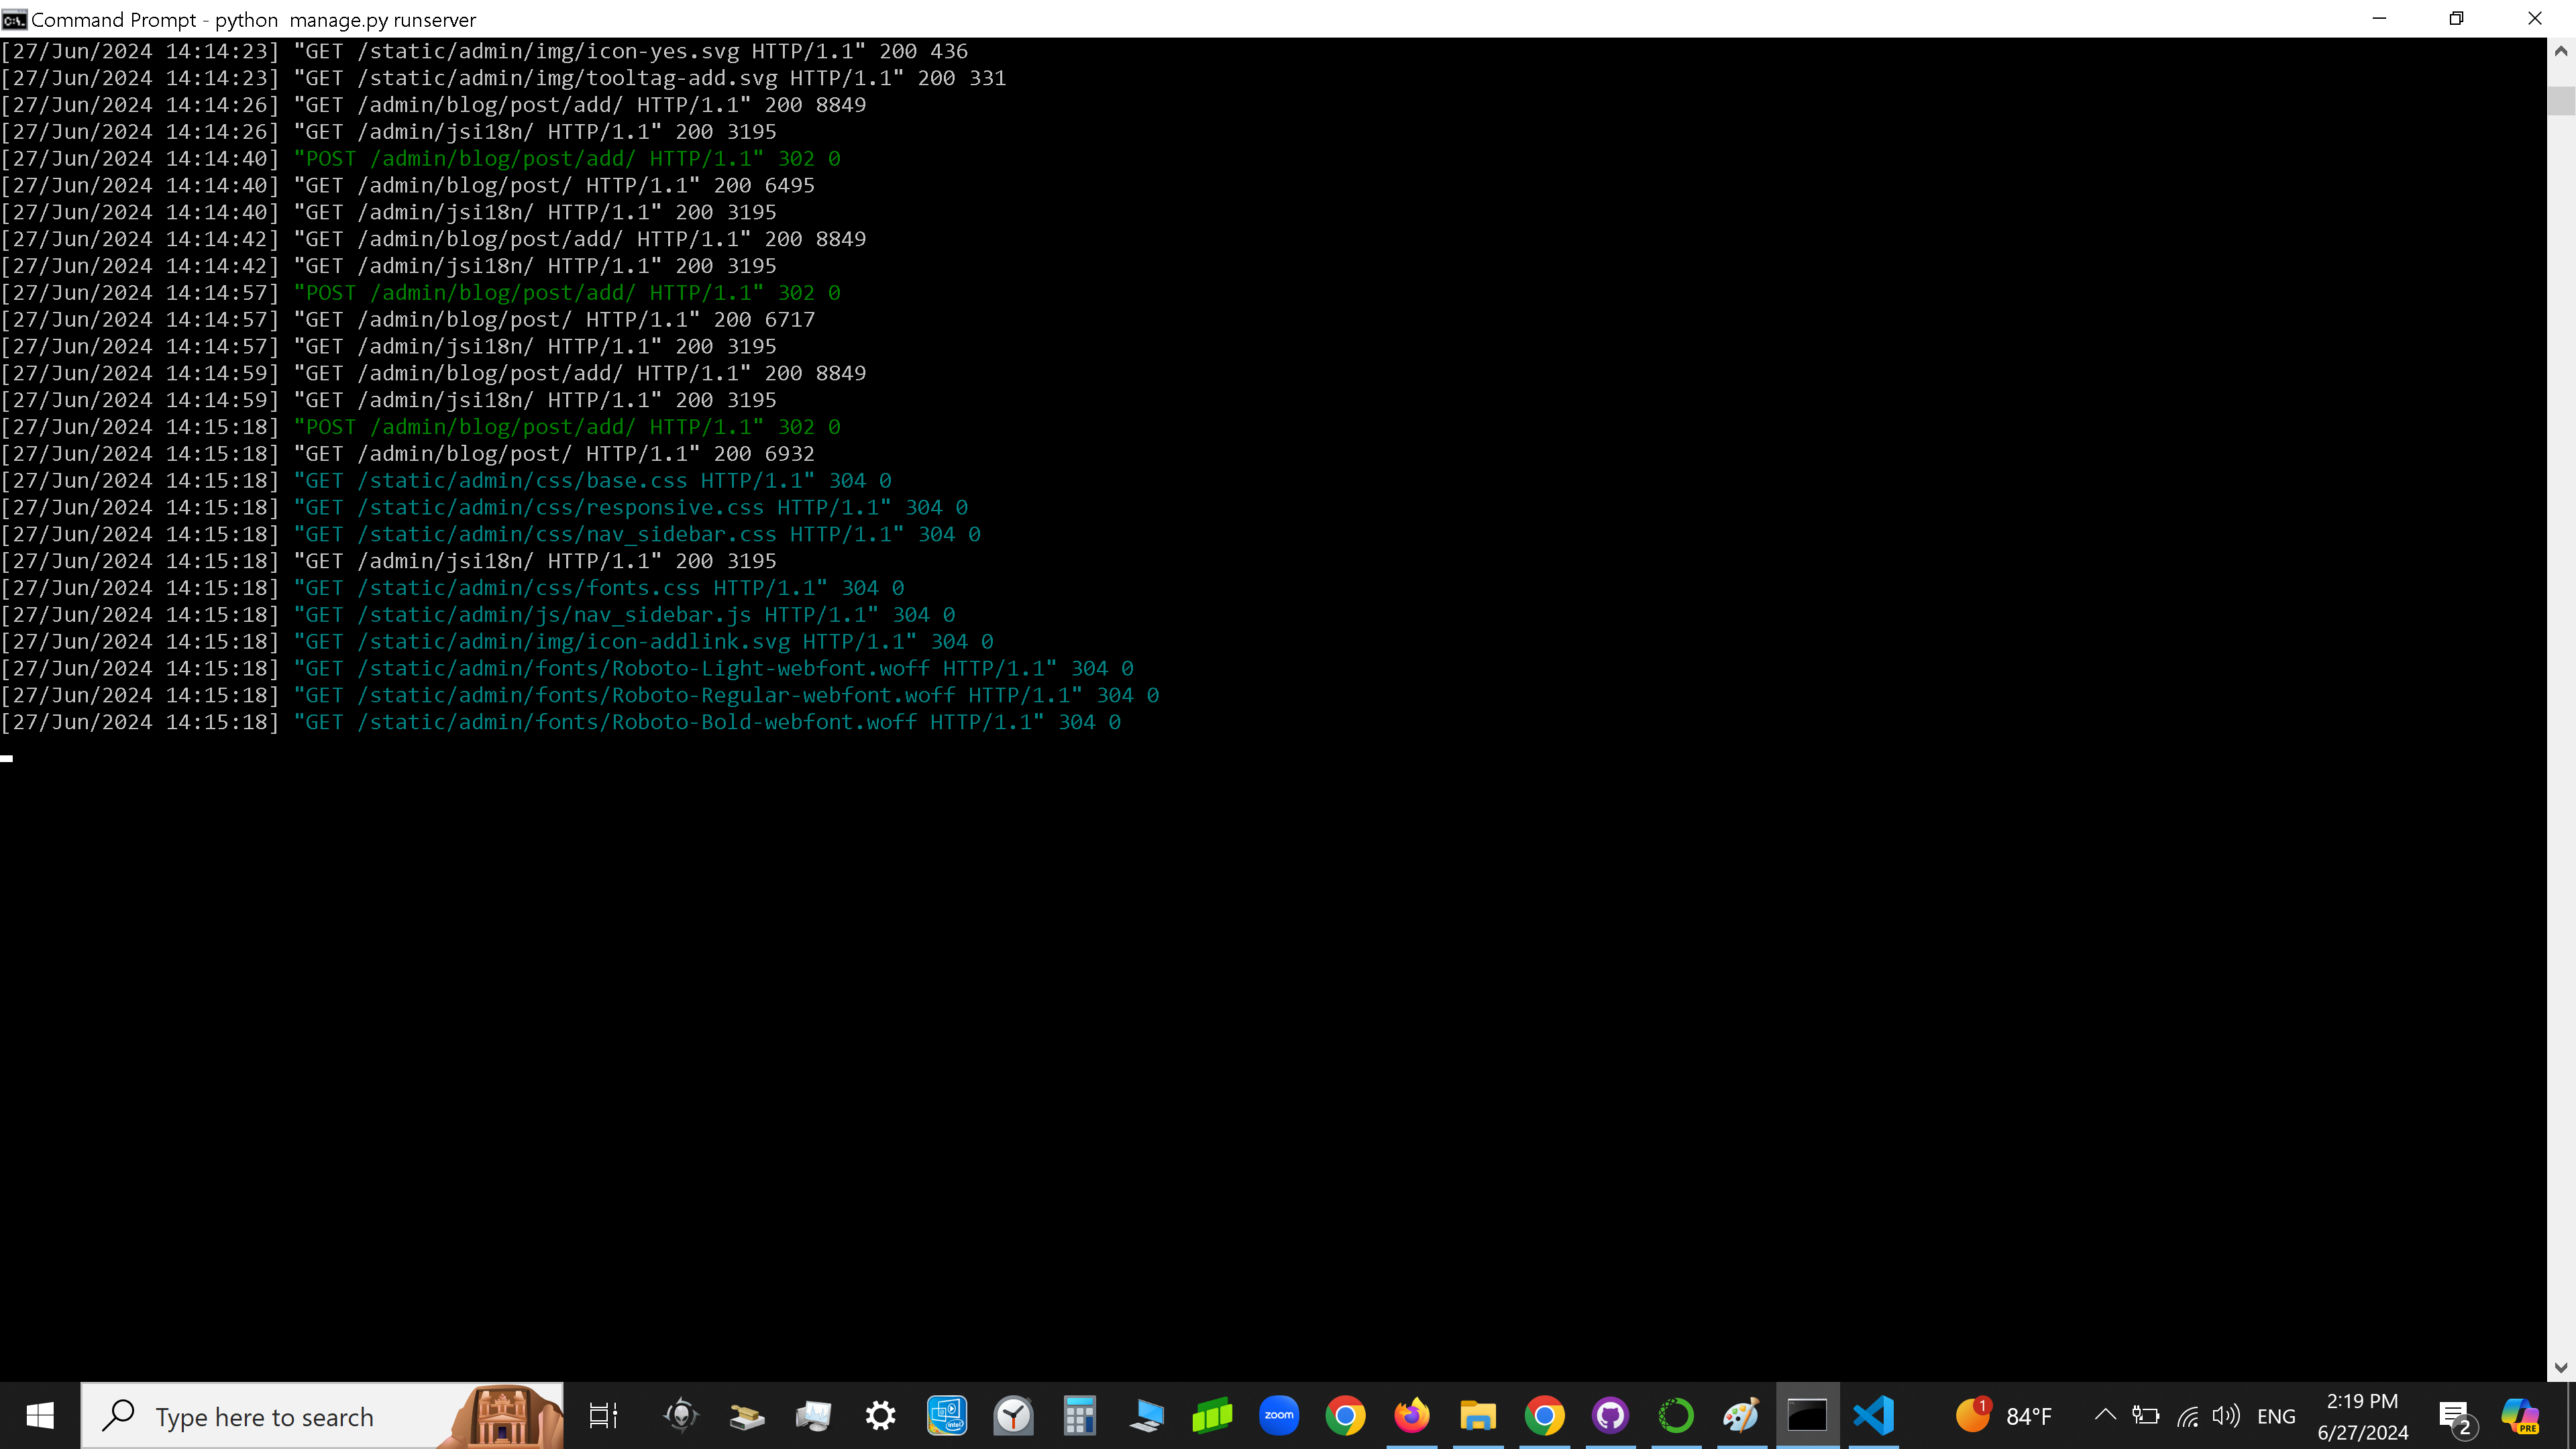 Command Prompt - python  manage.py runserver
[27/Jun/2024 14:14:23] "GET /static/admin/img/icon-yes.svg HTTP/1.1" 200 436
[27/Jun/2024 14:14:23] "GET /static/admin/img/tooltag-add.svg HTTP/1.1" 200 331
[27/Jun/2024 14:14:26] "GET /admin/blog/post/add/ HTTP/1.1" 200 8849
[27/Jun/2024 14:14:26] "GET /admin/jsi18n/ HTTP/1.1" 200 3195
[27/Jun/2024 14:14:40] "POST /admin/blog/post/add/ HTTP/1.1" 302 0
[27/Jun/2024 14:14:40] "GET /admin/blog/post/ HTTP/1.1" 200 6495
[27/Jun/2024 14:14:40] "GET /admin/jsi18n/ HTTP/1.1" 200 3195
[27/Jun/2024 14:14:42] "GET /admin/blog/post/add/ HTTP/1.1" 200 8849
[27/Jun/2024 14:14:42] "GET /admin/jsi18n/ HTTP/1.1" 200 3195
[27/Jun/2024 14:14:57] "POST /admin/blog/post/add/ HTTP/1.1" 302 0
[27/Jun/2024 14:14:57] "GET /admin/blog/post/ HTTP/1.1" 200 6717
[27/Jun/2024 14:14:57] "GET /admin/jsi18n/ HTTP/1.1" 200 3195
[27/Jun/2024 14:14:59] "GET /admin/blog/post/add/ HTTP/1.1" 200 8849
[27/Jun/2024 14:14:59] "GET /admin/jsi18n/ HTTP/1.1" 200 3195
[27/Jun/2024 14:15:18] "POST /admin/blog/post/add/ HTTP/1.1" 302 0
[27/Jun/2024 14:15:18] "GET /admin/blog/post/ HTTP/1.1" 200 6932
[27/Jun/2024 14:15:18] "GET /static/admin/css/base.css HTTP/1.1" 304 0
[27/Jun/2024 14:15:18] "GET /static/admin/css/responsive.css HTTP/1.1" 304 0
[27/Jun/2024 14:15:18] "GET /static/admin/css/nav_sidebar.css HTTP/1.1" 304 0
[27/Jun/2024 14:15:18] "GET /admin/jsi18n/ HTTP/1.1" 200 3195
[27/Jun/2024 14:15:18] "GET /static/admin/css/fonts.css HTTP/1.1" 304 0
[27/Jun/2024 14:15:18] "GET /static/admin/js/nav_sidebar.js HTTP/1.1" 304 0
[27/Jun/2024 14:15:18] "GET /static/admin/img/icon-addlink.svg HTTP/1.1" 304 0
[27/Jun/2024 14:15:18] "GET /static/admin/fonts/Roboto-Light-webfont.woff HTTP/1.1" 304 0
[27/Jun/2024 14:15:18] "GET /static/admin/fonts/Roboto-Regular-webfont.woff HTTP/1.1" 304 0
[27/Jun/2024 14:15:18] "GET /static/admin/fonts/Roboto-Bold-webfont.woff HTTP/1.1" 304 0
Type here to search
zoom
1
84°F
ENG
2:19 PM
6/27/2024
2
PRE